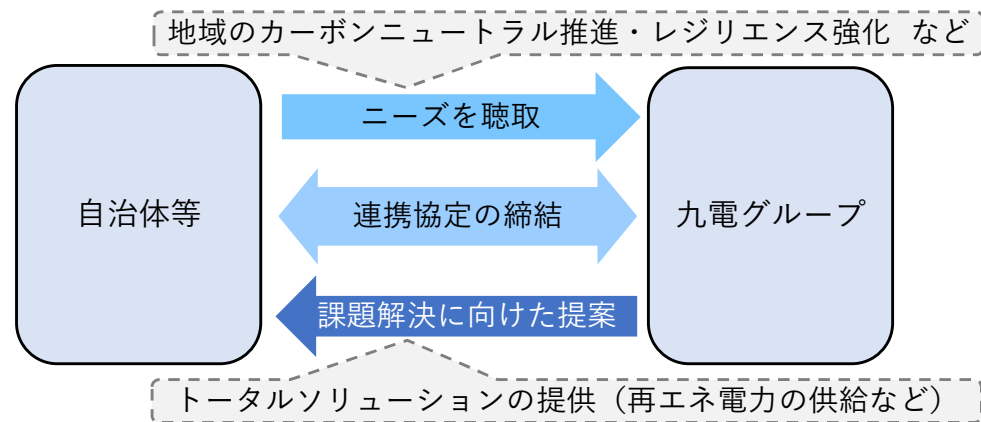 地域のカーボンニュートラル推進・レジリエンス強化 など
ニーズを聴取
自治体等
連携協定の締結
九電グループ
課題解決に向けた提案
トータルソリューションの提供（再エネ電力の供給など）